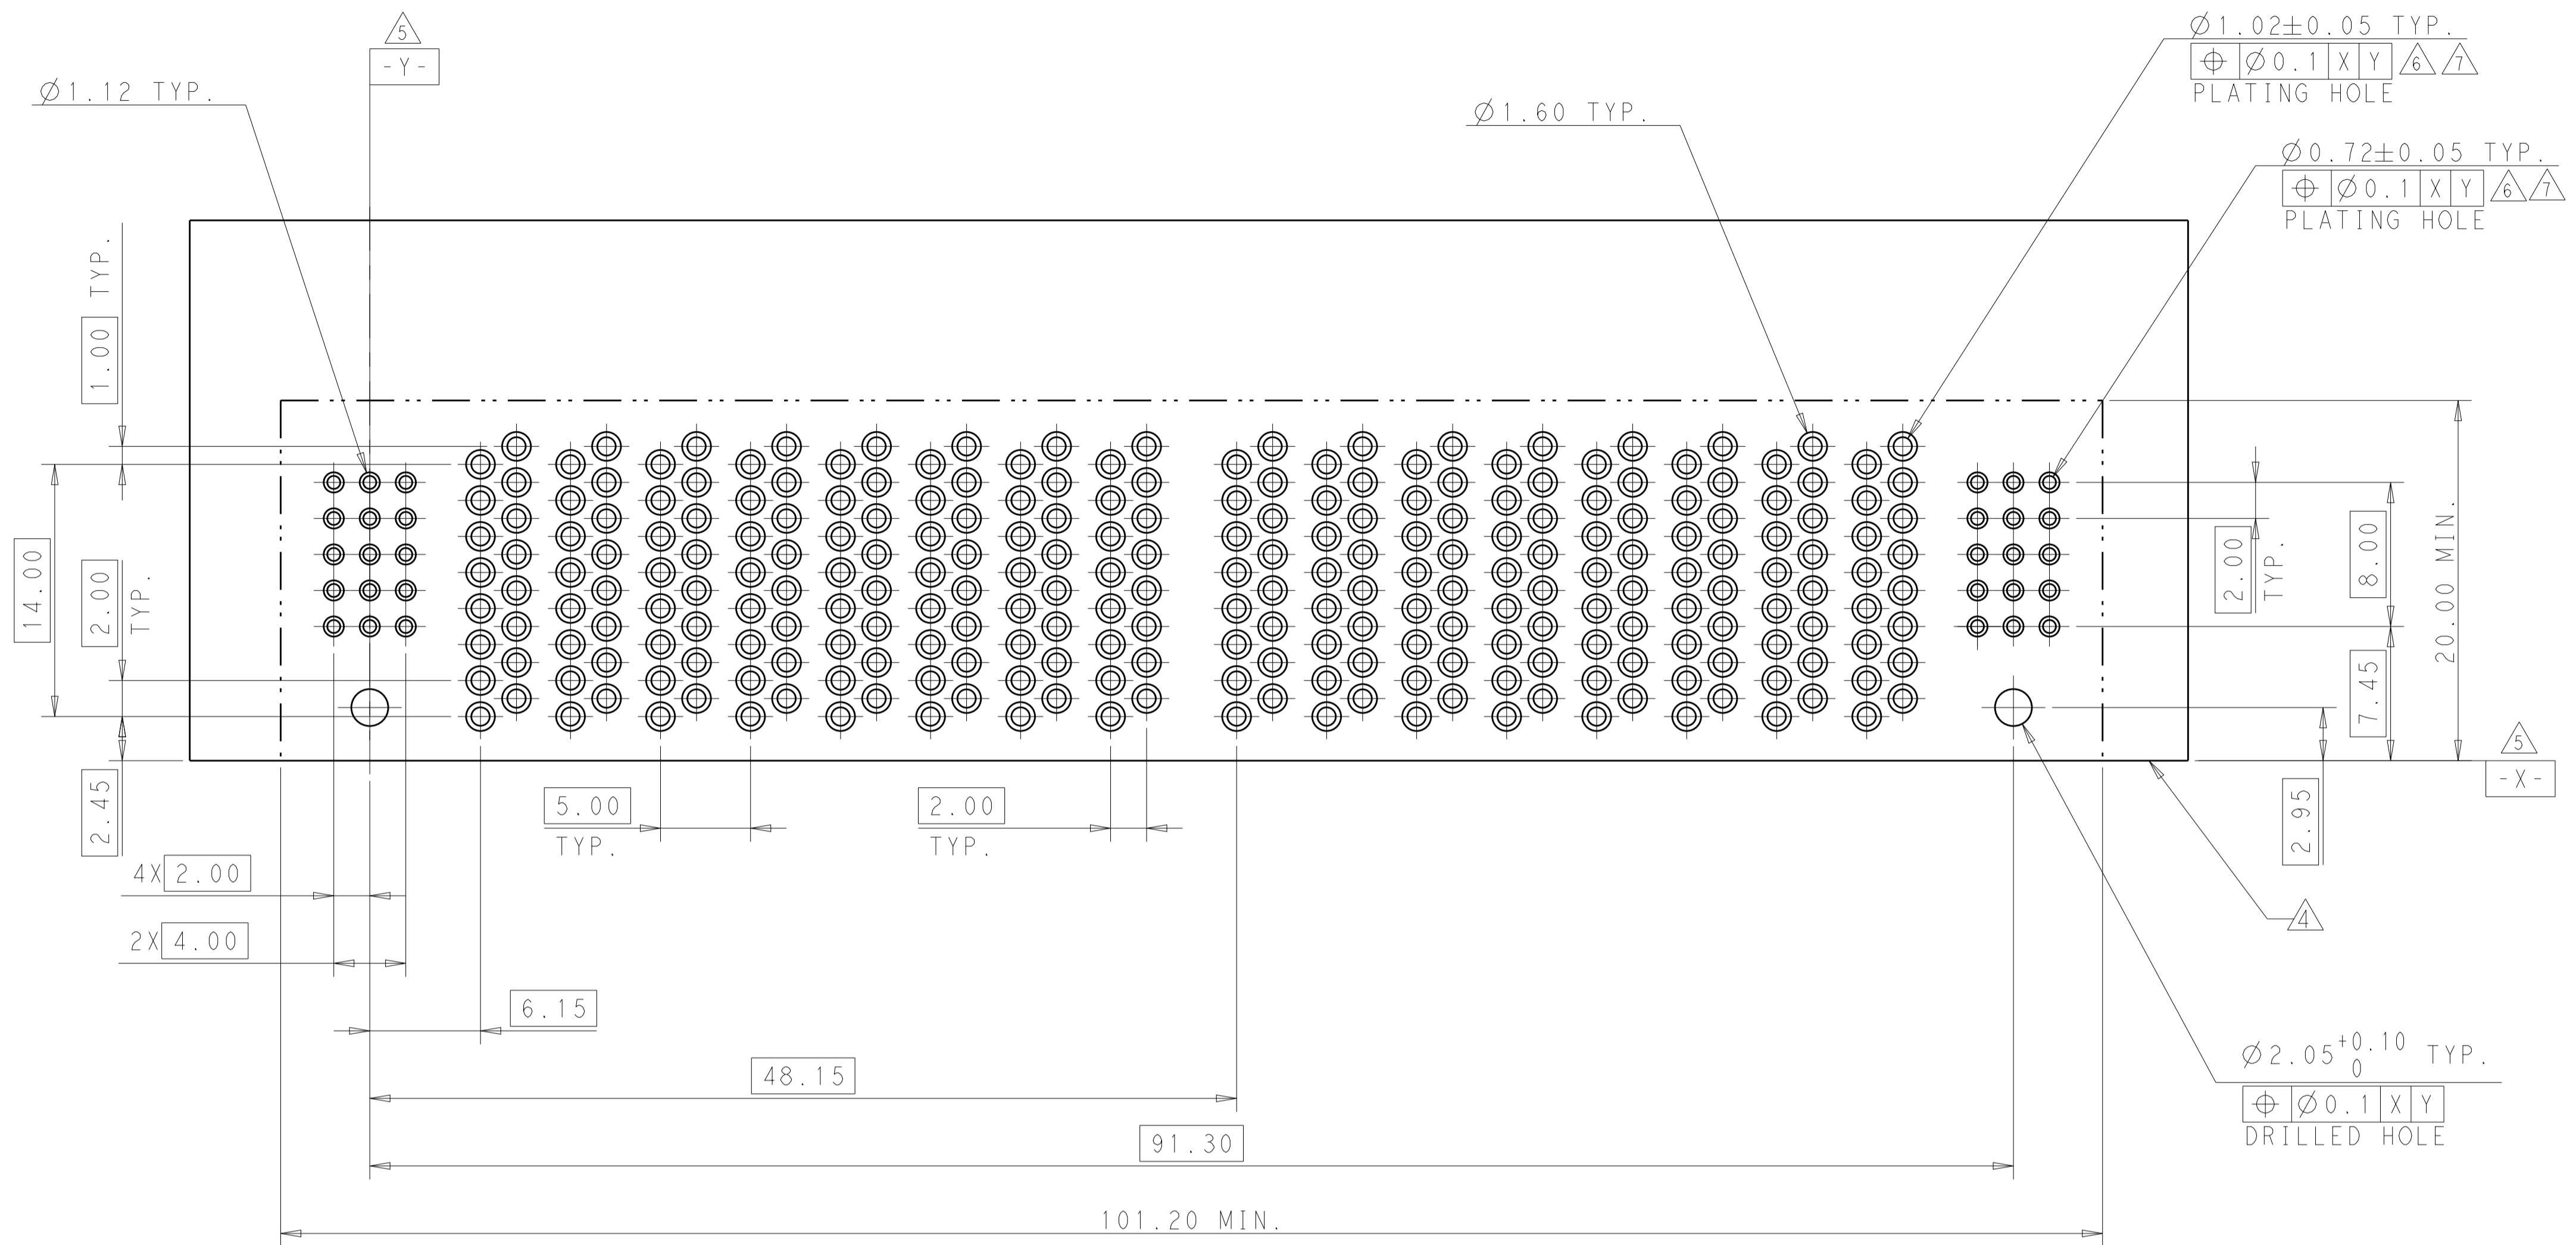 5
-Y-
Ø1.12 TYP.
Ø1.02±0.05 TYP.
⌖ Ø0.1 X Y 6 7
PLATING HOLE
Ø1.60 TYP.
Ø0.72±0.05 TYP.
⌖ Ø0.1 X Y 6 7
PLATING HOLE
1.00 TYP.
14.00
2.00
TYP.
2.45
2.00
TYP.
8.00
20.00 MIN.
7.45
2.95
5
-X-
5.00
TYP.
2.00
TYP.
4X 2.00
2X 4.00
4
6.15
48.15
91.30
101.20 MIN.
Ø2.05 +0.10 0 TYP.
⌖ Ø0.1 X Y
DRILLED HOLE